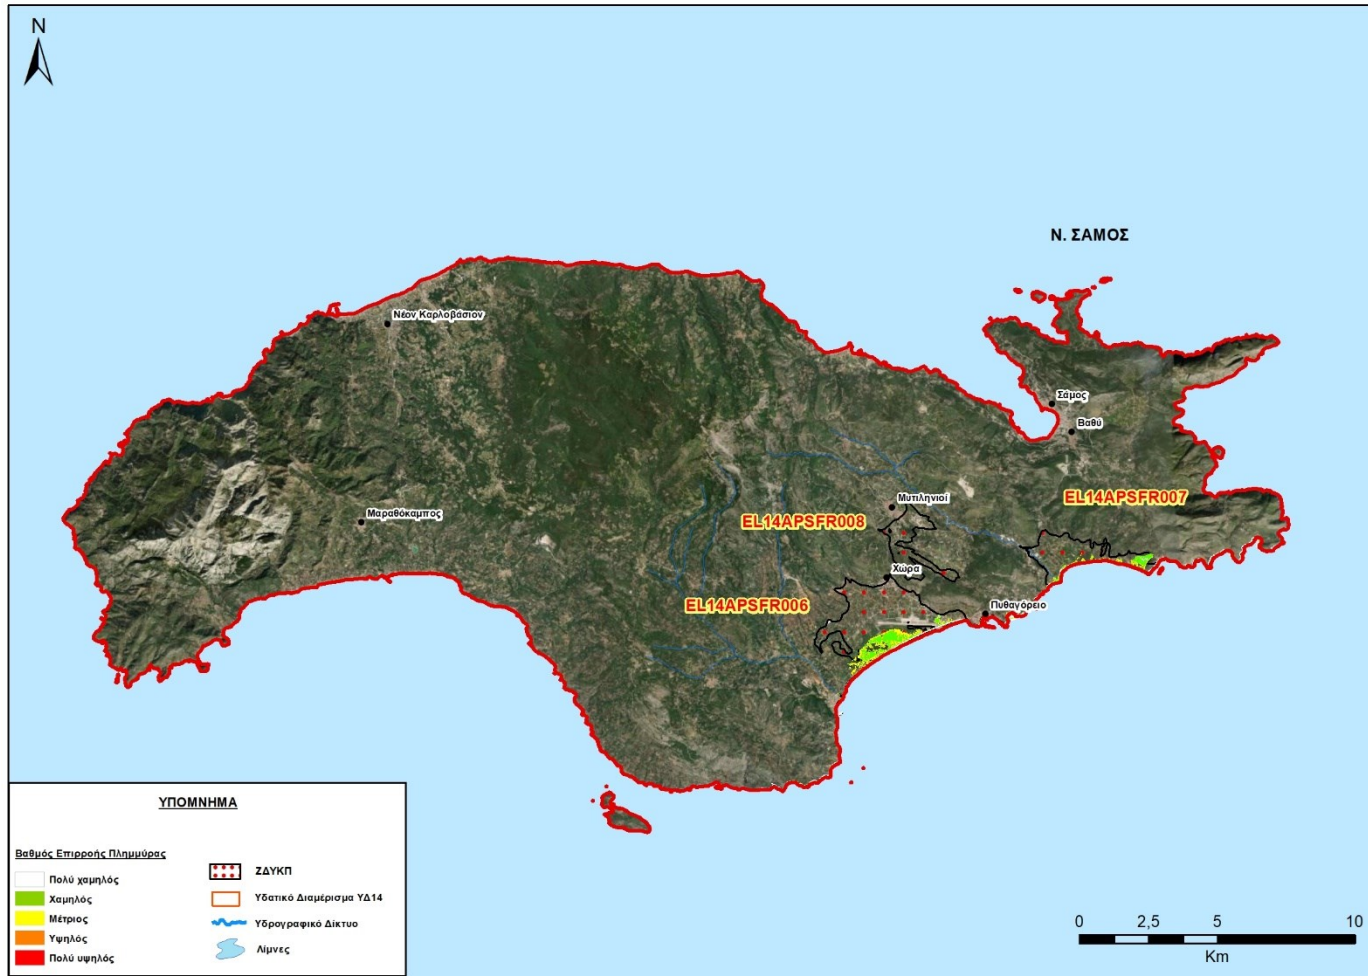 N
Ν. ΣΑΜΟΣ
Νέον Καρλοβάσιον
Σάμος
Βαθύ
EL14APSFR007
Μυτιληνιοί
EL14APSFR008
Μαραθόκαμπος
Χώρα
EL14APSFR006
Πυθαγόρειο
ΥΠΟΜΝΗΜΑ
Βαθμός Επιρροής Πλημμύρας
Πολύ χαμηλός
Χαμηλός
Μέτριος
Υψηλός
Πολύ υψηλός
ΖΔΥΚΠ
Υδατικό Διαμέρισμα ΥΔ14
Υδρογραφικό Δίκτυο
Λίμνες
0 2,5 5 10
Km